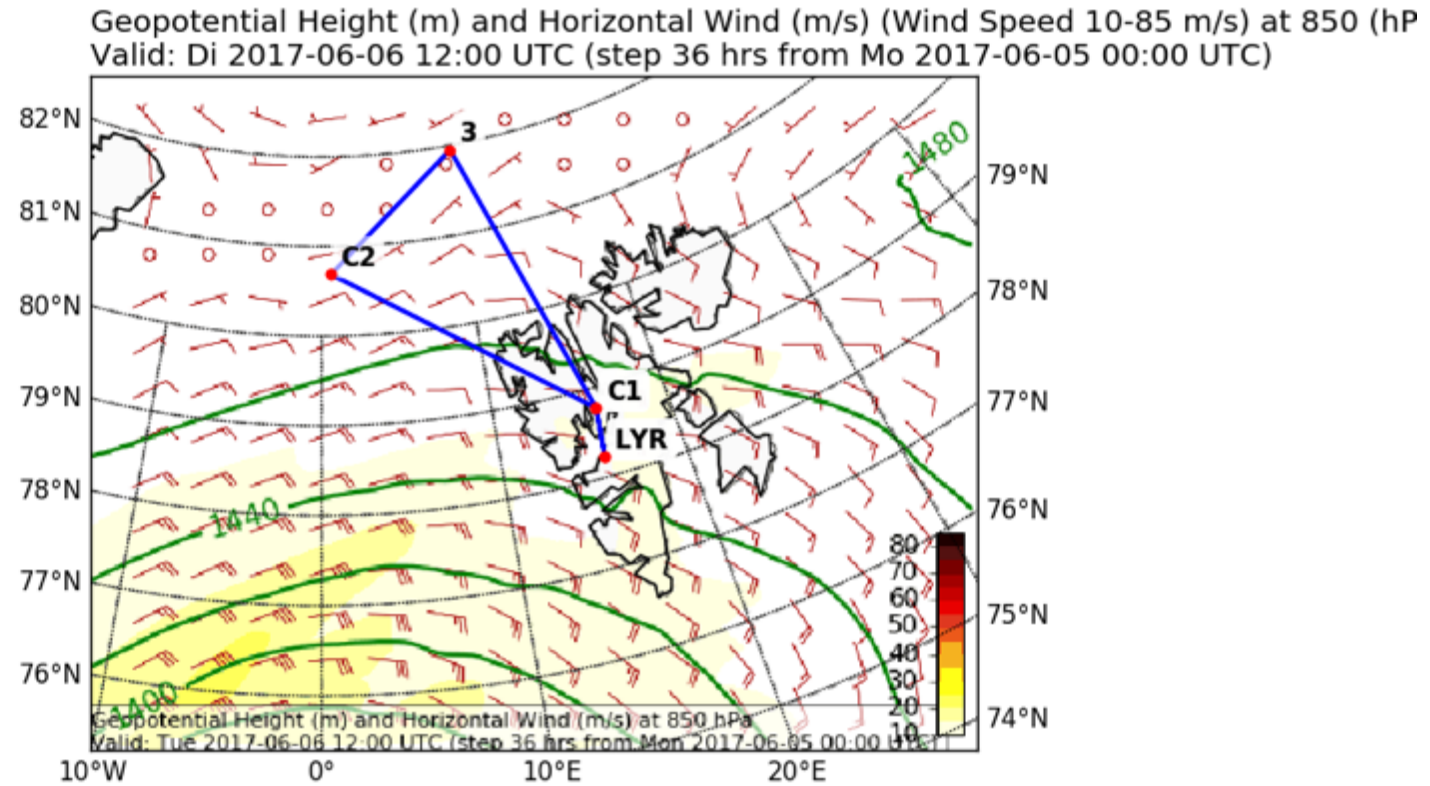 Geopotential Height (m) and Horizontal Wind (m/s) (Wind Speed 10-85 m/s) at 850 (hP
Valid: Di 2017-06-06 12:00 UTC (step 36 hrs from Mo 2017-06-05 00:00 UTC)
82°N
3
1480
79°N
81°N
C2
78°N
80°N
79°N
C1
77°N
LYR
78°N
1440
76°N
80
70
77°N
60
75°N
50
40
76°N
30
1400
20
74°N
10
Geopotential Height (m) and Horizontal Wind (m/s) at 850 hPa
Valid: Tue 2017-06-06 12:00 UTC (step 36 hrs from Mon 2017-06-05 00:00 UTC)
10°W
0°
10°E
20°E